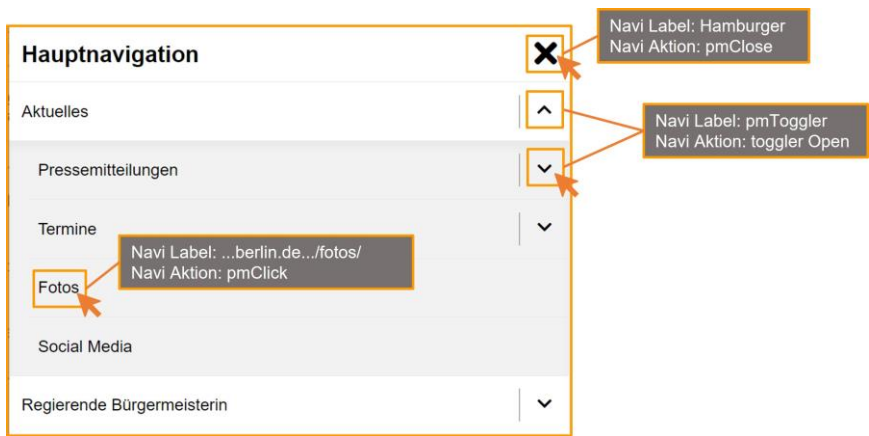 Hauptnavigation
Navi Label: Hamburger
Navi Aktion: pmClose
Aktuelles
Navi Label: pmToggler
Navi Aktion: toggler Open
Pressemitteilungen
Termine
Navi Label: ...berlin.de.../fotos/
Navi Aktion: pmClick
Fotos
Social Media
Regierende Bürgermeisterin